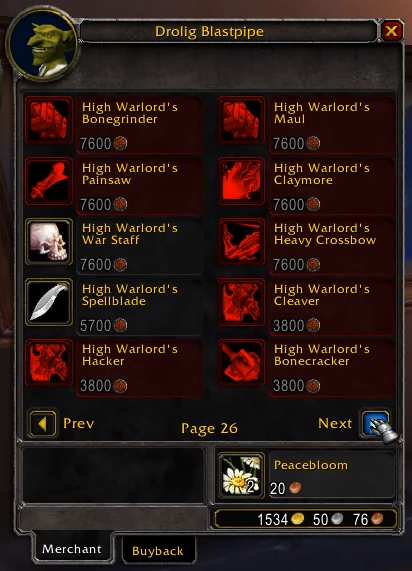 Drolig Blastpipe
High Warlord's
Bonegrinder
7600
High Warlord's
Maul
7600
High Warlord's
Painsaw
7600
High Warlord's
Claymore
7600
High Warlord's
War Staff
7600
High Warlord's
Heavy Crossbow
7600
High Warlord's
Spellblade
5700
High Warlord's
Cleaver
3800
High Warlord's
Hacker
3800
High Warlord's
Bonecracker
3800
Prev
Page 26
Next
2
Peacebloom
20
1534 50 76
Merchant
Buyback